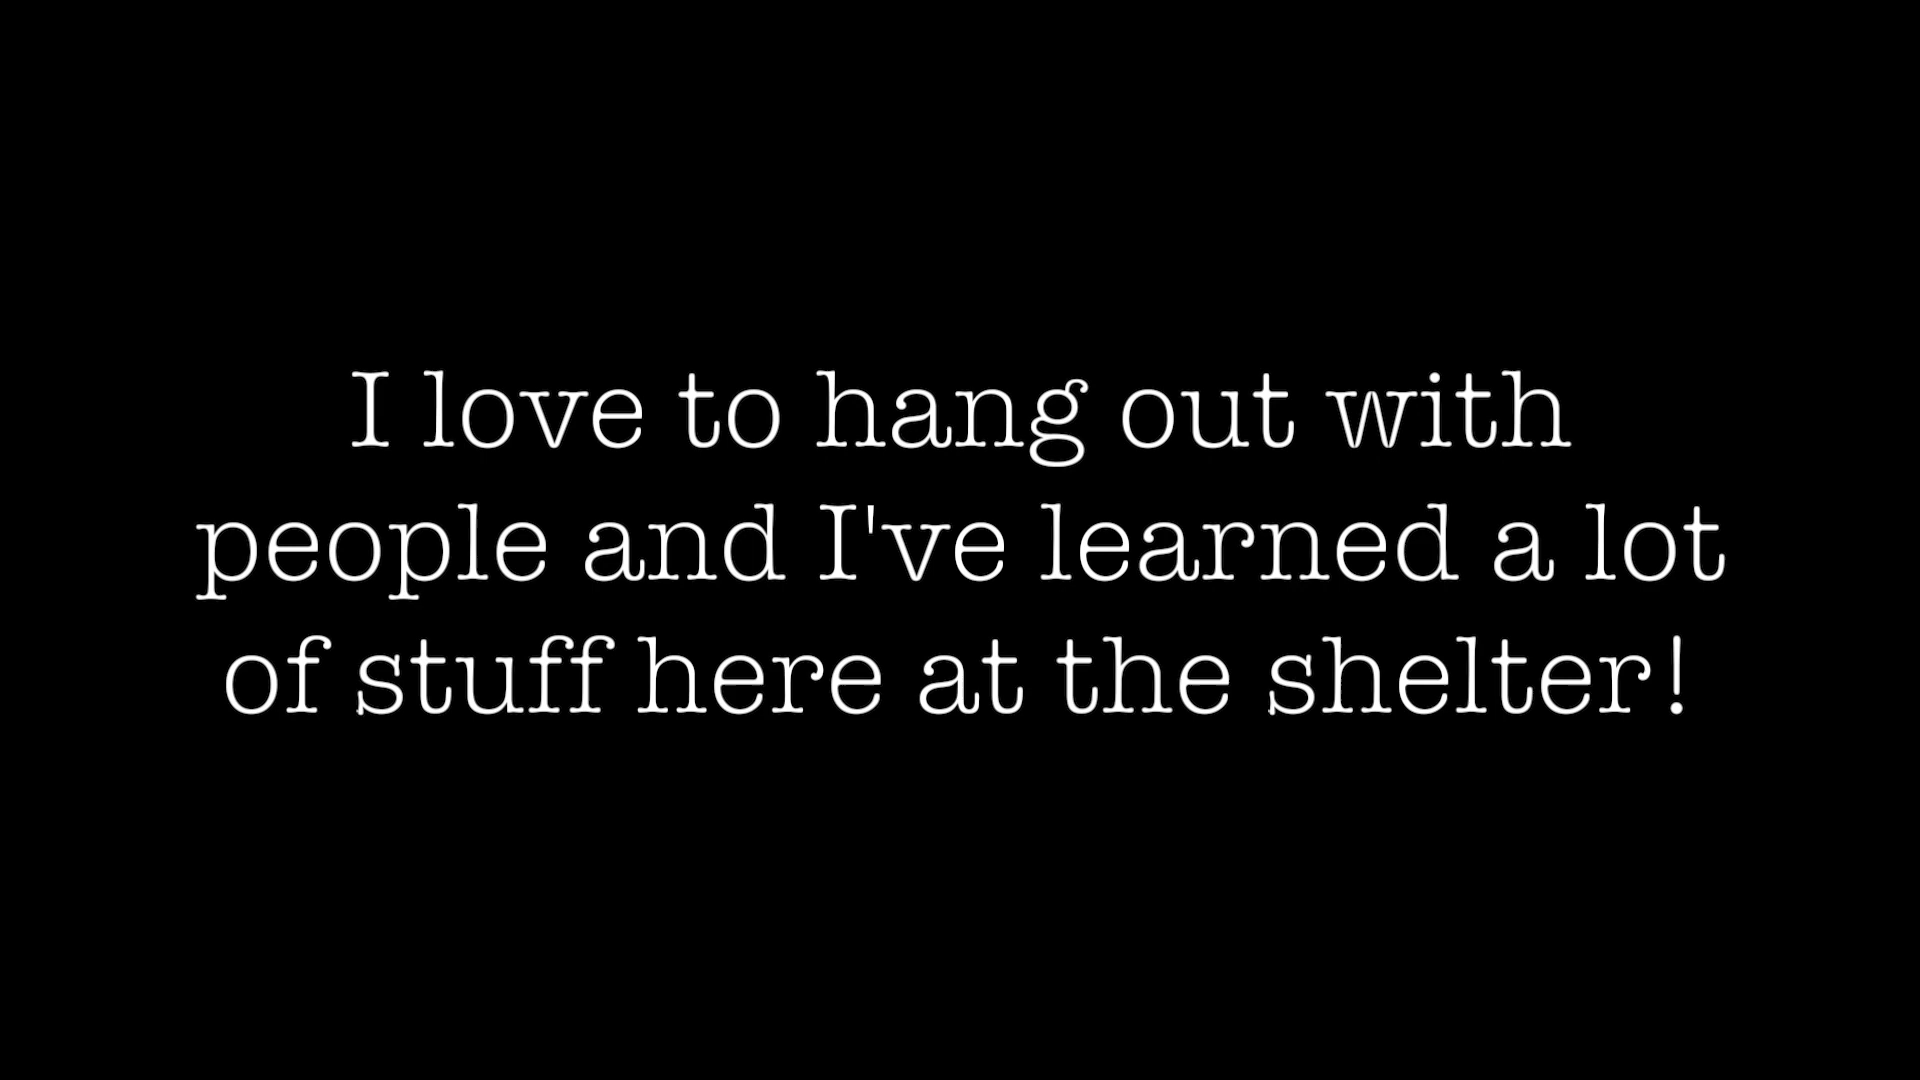 I love to hang out with
people and I've learned a lot
of stuff here at the shelter!